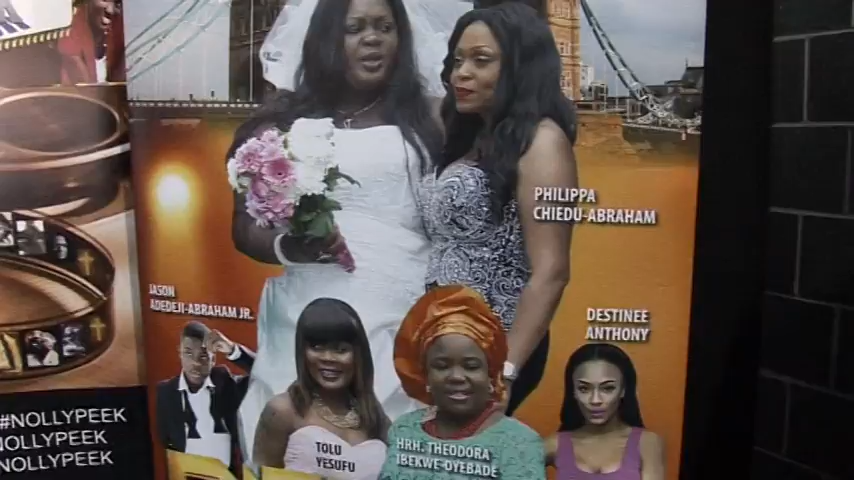 PHILIPPA
CHIEDU-ABRAHAM
JASON
ADEDEJI-ABRAHAM JR.
DESTINEE
ANTHONY
#NOLLYPEEK
NOLLYPEEK
NOLLYPEEK
TOLU
YESUFU
HRH. THEODORA
IBEKWE-OYEBADE